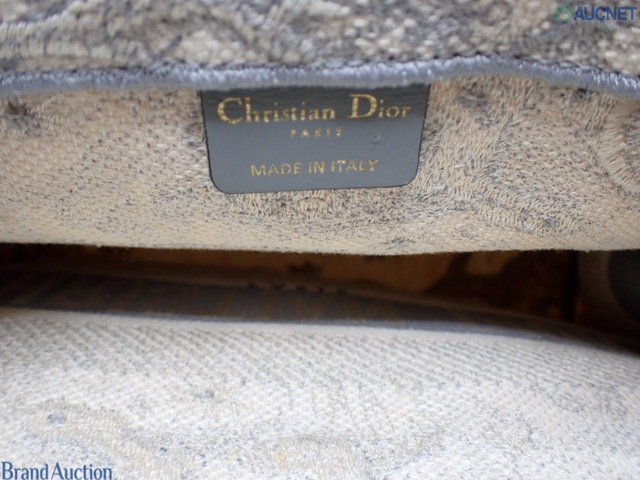 AUCNET
Christian Dior
PARIS
MADE IN ITALY
Brand Auction